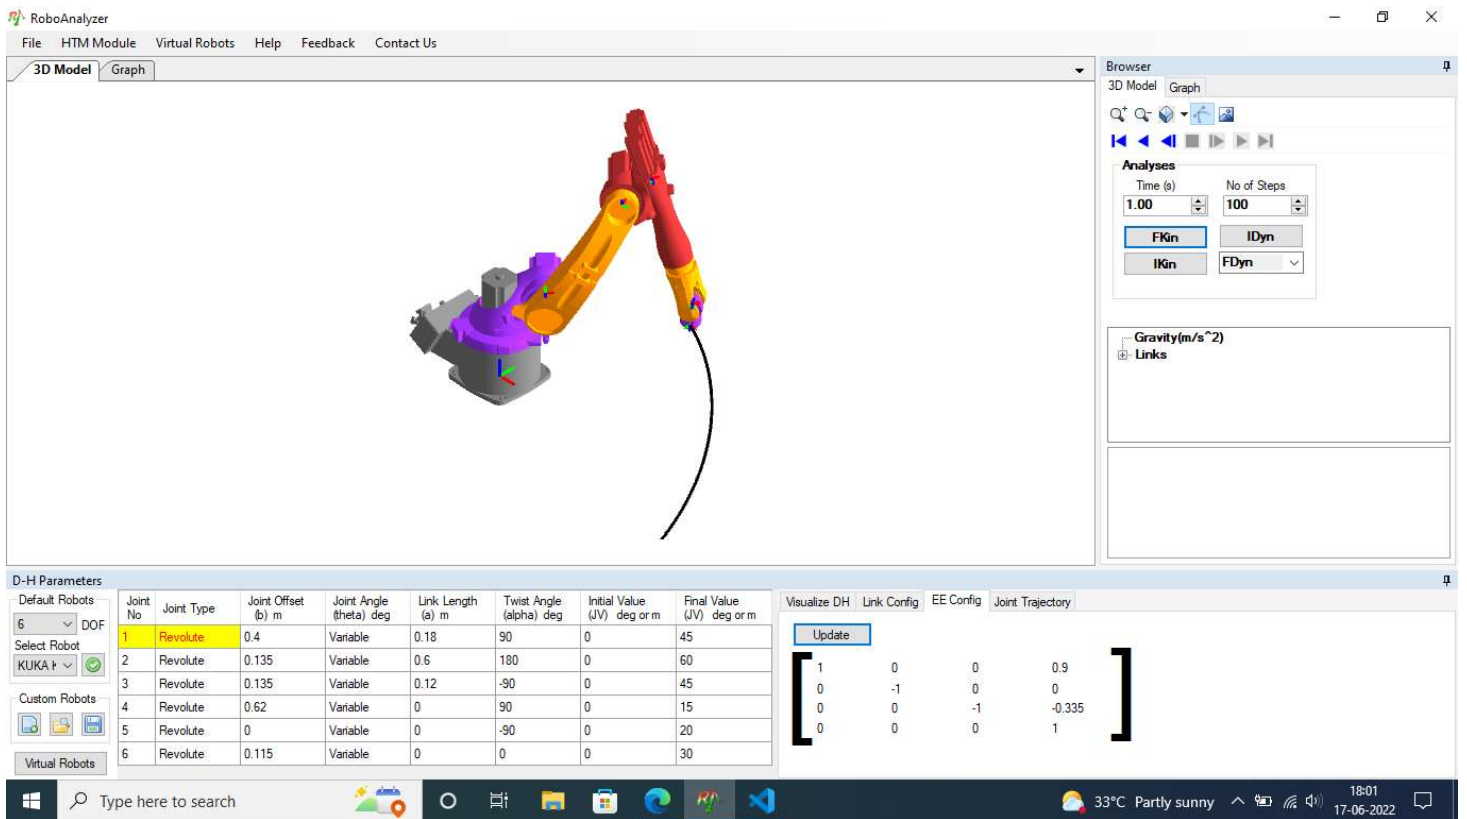 RoboAnalyzer
File HTM Module Virtual Robots Help Feedback Contact Us
3D Model Graph
Browser
3D Model Graph
Analyses
Time (s) No of Steps
1.00 100
FKin IDyn
IKin FDyn
Gravity(m/s^2)
Links
D-H Parameters
Default Robots
6 DOF
Select Robot
KUKA
Custom Robots
Virtual Robots
Joint No Joint Type Joint Offset (b) m Joint Angle (theta) deg Link Length (a) m Twist Angle (alpha) deg Initial Value (JV) deg or m Final Value (JV) deg or m
1 Revolute 0.4 Variable 0.18 90 0 45
2 Revolute 0.135 Variable 0.6 180 0 60
3 Revolute 0.135 Variable 0.12 -90 0 45
4 Revolute 0.62 Variable 0 90 0 15
5 Revolute 0 Variable 0 -90 0 20
6 Revolute 0.115 Variable 0 0 0 30
Visualize DH Link Config EE Config Joint Trajectory
Update
1 0 0 0.9
0 -1 0 0
0 0 -1 -0.335
0 0 0 1
Type here to search
33°C Partly sunny
18:01
17-06-2022